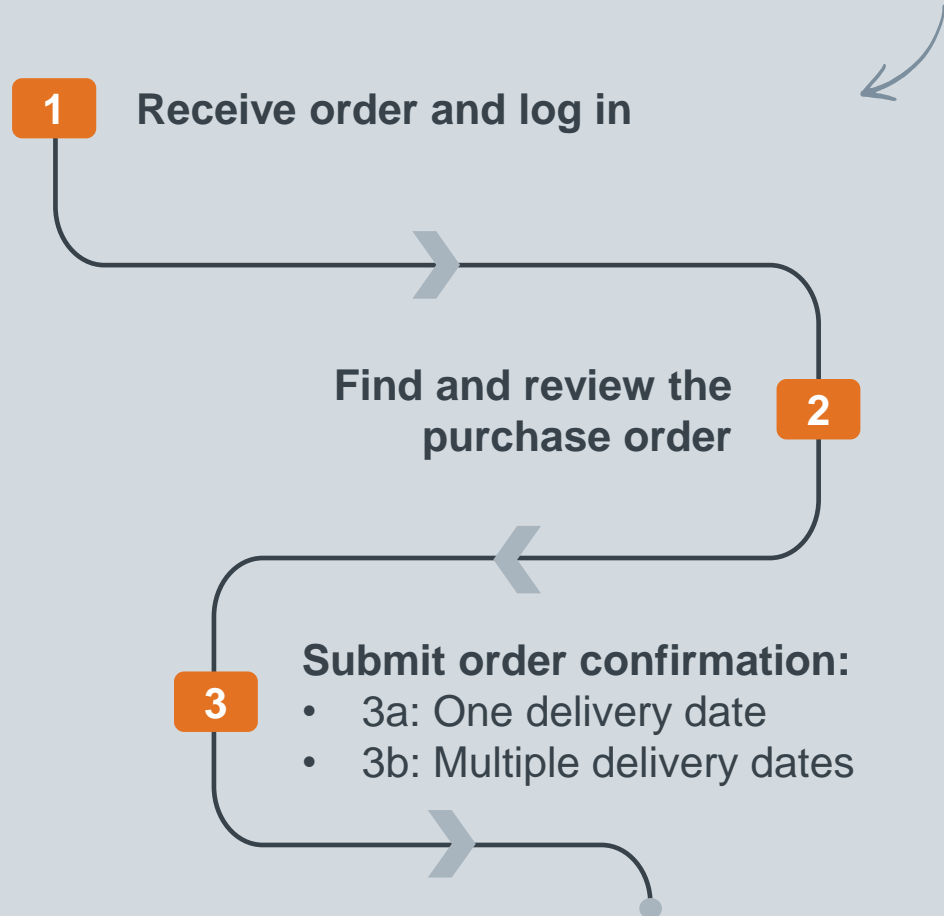 1
Receive order and log in
Find and review the
purchase order
2
3
Submit order confirmation:
• 3a: One delivery date
• 3b: Multiple delivery dates